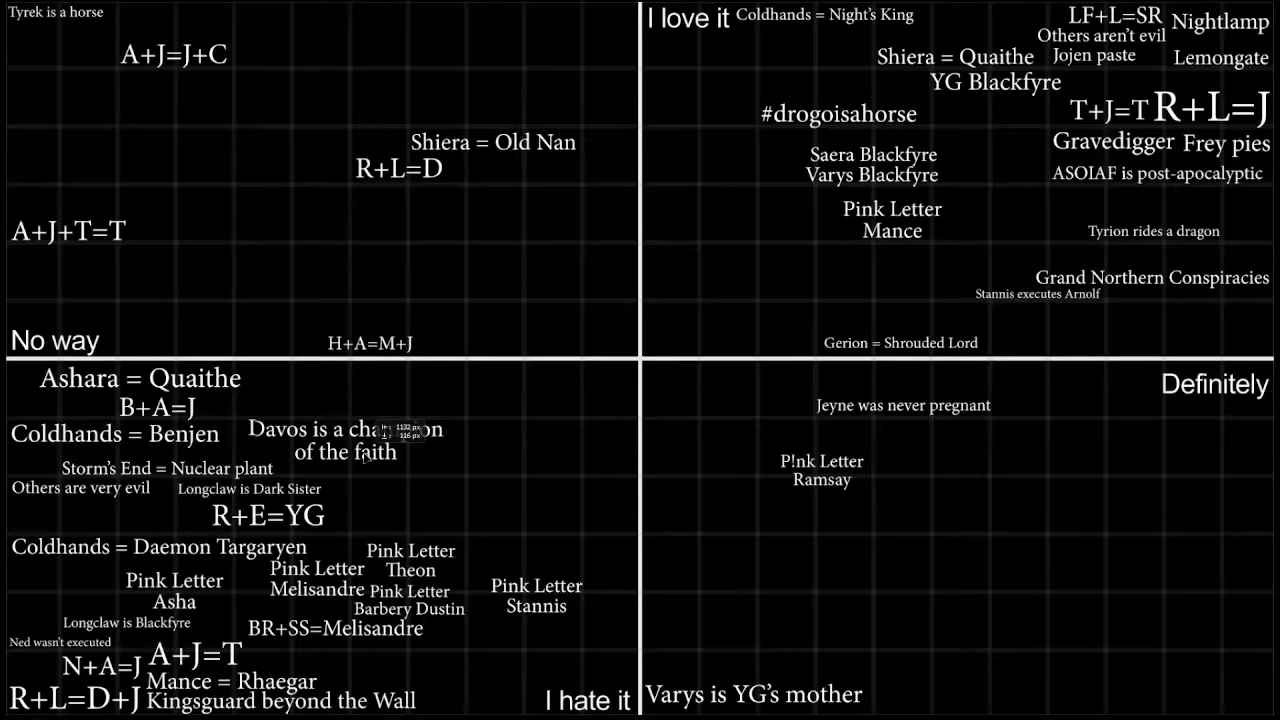 Tyrek is a horse
A+J=J+C
Shiera = Old Nan
R+L=D
A+J+T=T
No way
H+A=M+J
I love it
Coldhands = Night's King
LF+L=SR
Nightlamp
Others aren't evil
Shiera = Quaithe
Jojen paste
Lemongate
YG Blackfyre
#drogoisahorse
T+J=T
R+L=J
Gravedigger
Frey pies
Saera Blackfyre
Varys Blackfyre
ASOIAF is post-apocalyptic
Pink Letter
Mance
Tyrion rides a dragon
Grand Northern Conspiracies
Stannis executes Arnolf
Gerion = Shrouded Lord
Ashara = Quaithe
B+A=J
Coldhands = Benjen
Davos is a
of the faith
1132 px
116 px
Storm's End = Nuclear plant
Others are very evil
Longclaw is Dark Sister
R+E=YG
Coldhands = Daemon Targaryen
Pink Letter
Theon
Pink Letter
Melisandre
Pink Letter
Asha
Pink Letter
Barbery Dustin
Pink Letter
Stannis
Longclaw is Blackfyre
BR+SS=Melisandre
Ned wasn't executed
A+J=T
N+A=J
Mance = Rhaegar
R+L=D+J
Kingsguard beyond the Wall
I hate it
Definitely
Jeyne was never pregnant
P!nk Letter
Ramsay
Varys is YG's mother